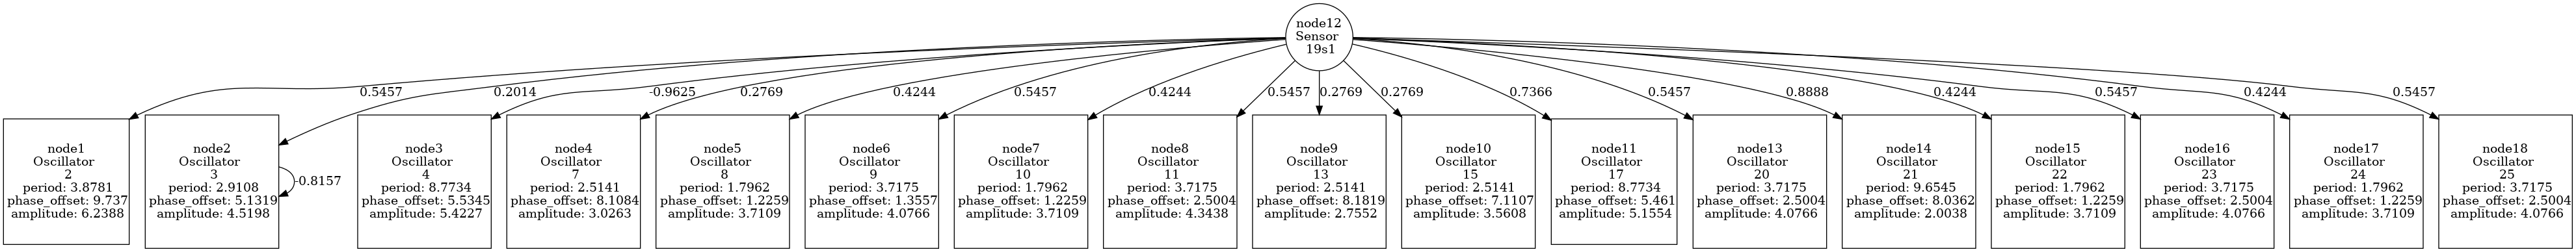 node12
Sensor
19s1
0.5457
0.2014
-0.9625
0.2769
0.4244
0.5457
0.4244
0.5457
0.2769
0.2769
0.7366
0.5457
0.8888
0.4244
0.5457
0.4244
0.5457
node1
Oscillator
2
period: 3.8781
phase_offset: 9.737
amplitude: 6.2388
node2
Oscillator
3
period: 2.9108
phase_offset: 5.1319
amplitude: 4.5198
-0.8157
node3
Oscillator
4
period: 8.7734
phase_offset: 5.5345
amplitude: 5.4227
node4
Oscillator
7
period: 2.5141
phase_offset: 8.1084
amplitude: 3.0263
node5
Oscillator
8
period: 1.7962
phase_offset: 1.2259
amplitude: 3.7109
node6
Oscillator
9
period: 3.7175
phase_offset: 1.3557
amplitude: 4.0766
node7
Oscillator
10
period: 1.7962
phase_offset: 1.2259
amplitude: 3.7109
node8
Oscillator
11
period: 3.7175
phase_offset: 2.5004
amplitude: 4.3438
node9
Oscillator
13
period: 2.5141
phase_offset: 8.1819
amplitude: 2.7552
node10
Oscillator
15
period: 2.5141
phase_offset: 7.1107
amplitude: 3.5608
node11
Oscillator
17
period: 8.7734
phase_offset: 5.461
amplitude: 5.1554
node13
Oscillator
20
period: 3.7175
phase_offset: 2.5004
amplitude: 4.0766
node14
Oscillator
21
period: 9.6545
phase_offset: 8.0362
amplitude: 2.0038
node15
Oscillator
22
period: 1.7962
phase_offset: 1.2259
amplitude: 3.7109
node16
Oscillator
23
period: 3.7175
phase_offset: 2.5004
amplitude: 4.0766
node17
Oscillator
24
period: 1.7962
phase_offset: 1.2259
amplitude: 3.7109
node18
Oscillator
25
period: 3.7175
phase_offset: 2.5004
amplitude: 4.0766